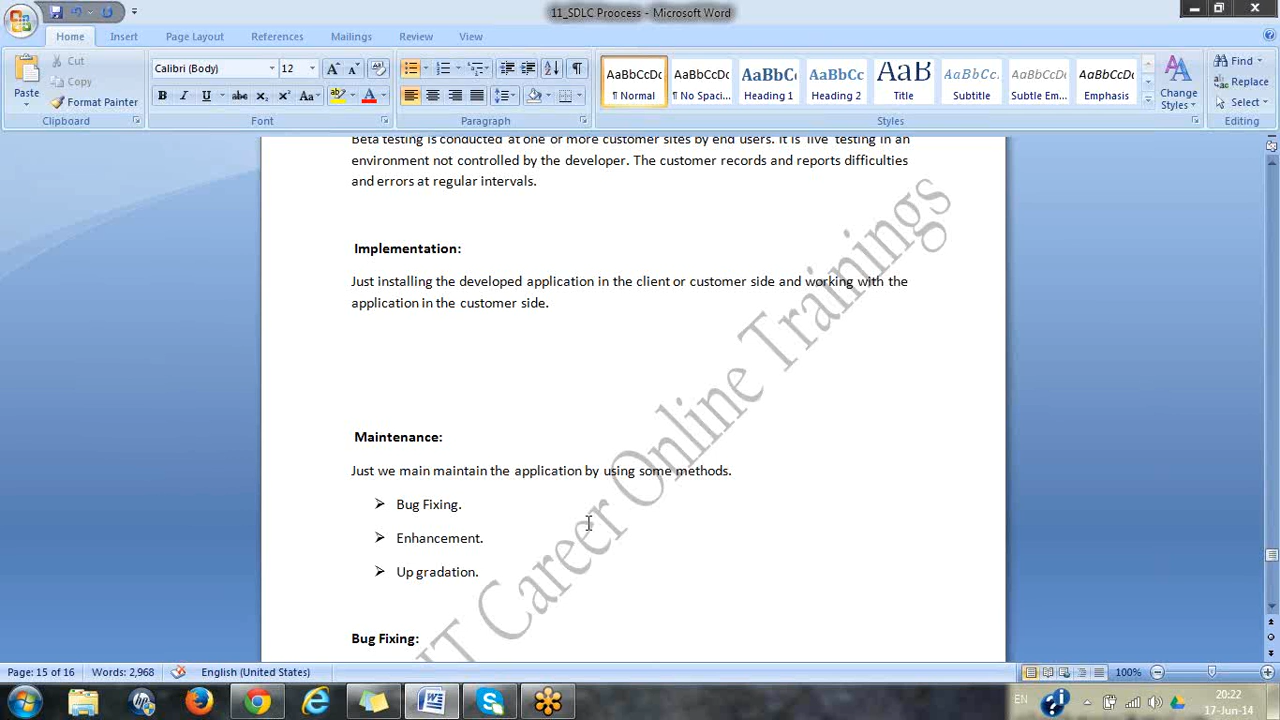 11_SDLC Proocess - Microsoft Word
Home Insert Page Layout References Mailings Review View
Paste
Cut
Copy
Format Painter
Clipboard
Calibri (Body) 12
Font
Paragraph
AaBbCcDc AaBbCcDc AaBbC AaBbCc AaB AaBbCc. AaBbCcDc AaBbCcDc
¶ Normal ¶ No Spaci... Heading 1 Heading 2 Title Subtitle Subtle Em... Emphasis
Change Styles
Styles
Find
Replace
Select
Editing
Beta testing is conducted at one or more customer sites by end users. It is live testing in an
environment not controlled by the developer. The customer records and reports difficulties
and errors at regular intervals.
Implementation:
Just installing the developed application in the client or customer side and working with the
application in the customer side.
Maintenance:
Just we main maintain the application by using some methods.
Bug Fixing.
Enhancement.
Up gradation.
Bug Fixing:
IT Career Online Trainings
Page: 15 of 16 Words: 2,968 English (United States) 100%
EN 20:22
17-Jun-14